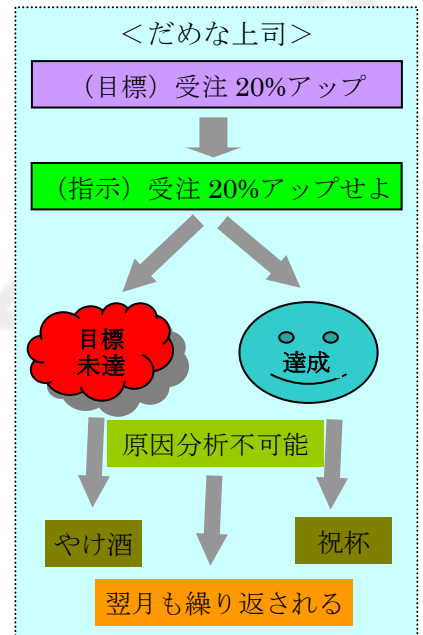 ＜だめな上司＞
（目標）受注 20%アップ
（指示）受注 20%アップせよ
目標
未達
達成
原因分析不可能
やけ酒
祝杯
翌月も繰り返される